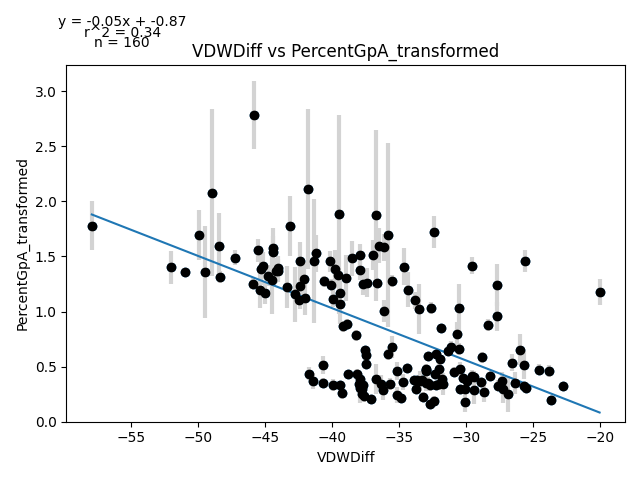 y = -0.05x + -0.87
r^2 = 0.34
n = 160
VDWDiff vs PercentGpA_transformed
PercentGpA_transformed
3.0
2.5
2.0
1.5
1.0
0.5
0.0
−55
−50
−45
−40
−35
−30
−25
−20
VDWDiff